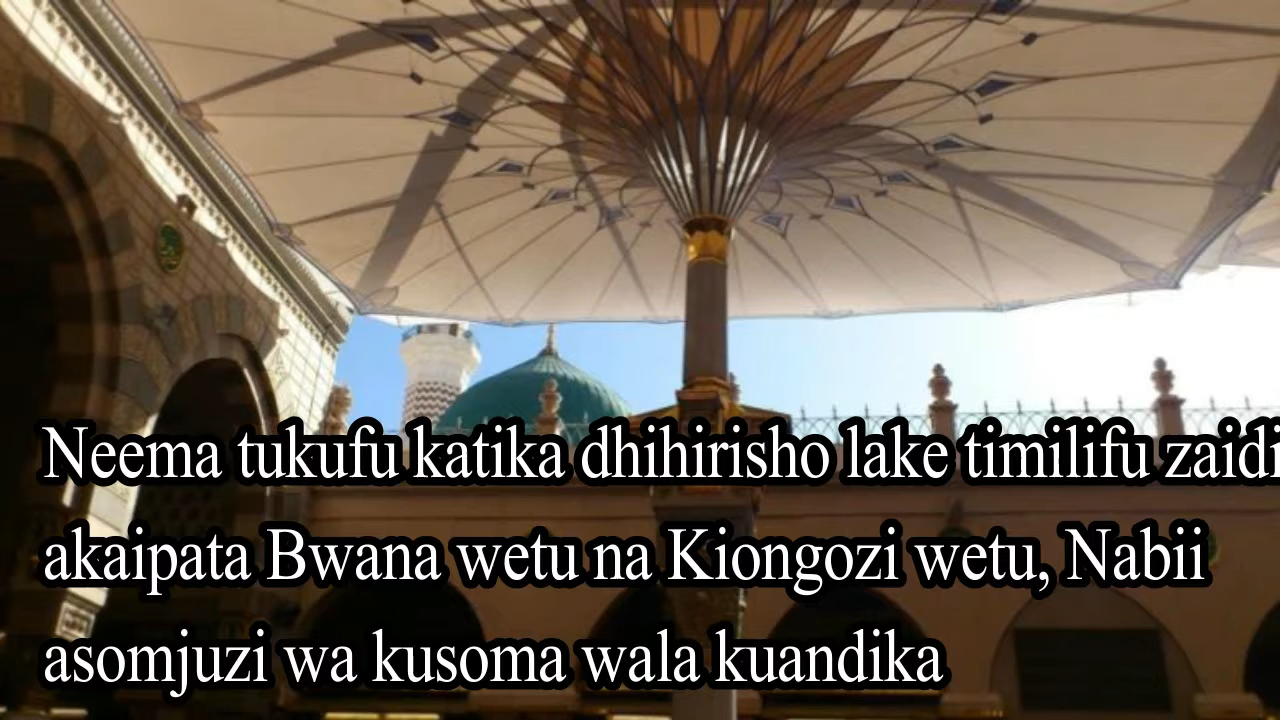 Neema tukufu katika dhihirisho lake timilifu zaidi
akaipata Bwana wetu na Kiongozi wetu, Nabii
asomjuzi wa kusoma wala kuandika